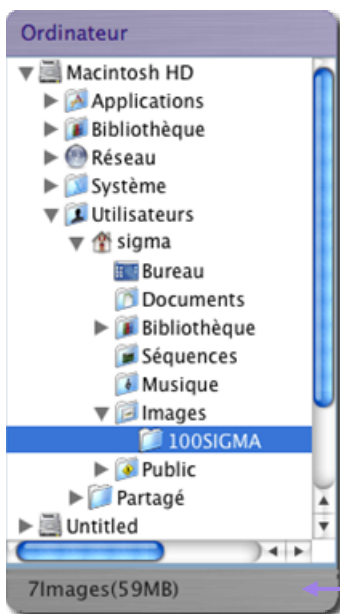 Ordinateur
Macintosh HD
Applications
Bibliothèque
Réseau
Système
Utilisateurs
sigma
Bureau
Documents
Bibliothèque
Séquences
Musique
Images
100SIGMA
Public
Partagé
Untitled
7Images(59MB)